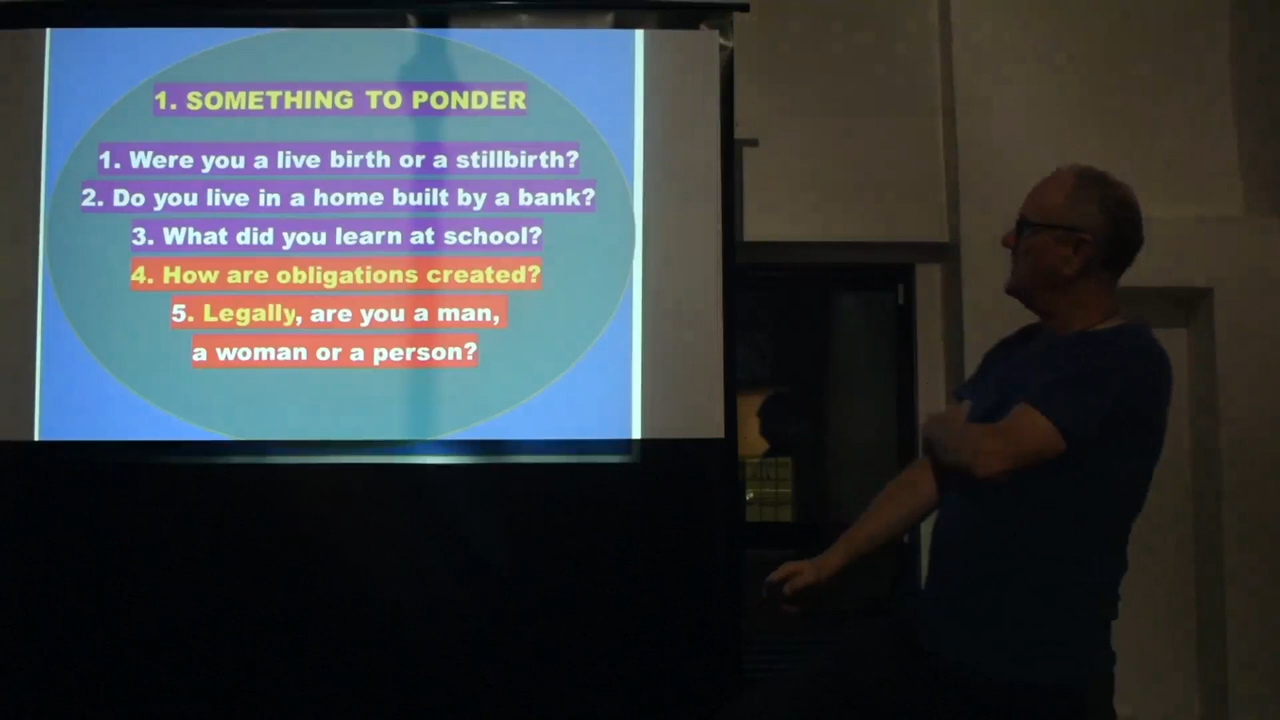 1. SOMETHING TO PONDER
1. Were you a live birth or a stillbirth?
2. Do you live in a home built by a bank?
3. What did you learn at school?
4. How are obligations created?
5. Legally, are you a man,
a woman or a person?